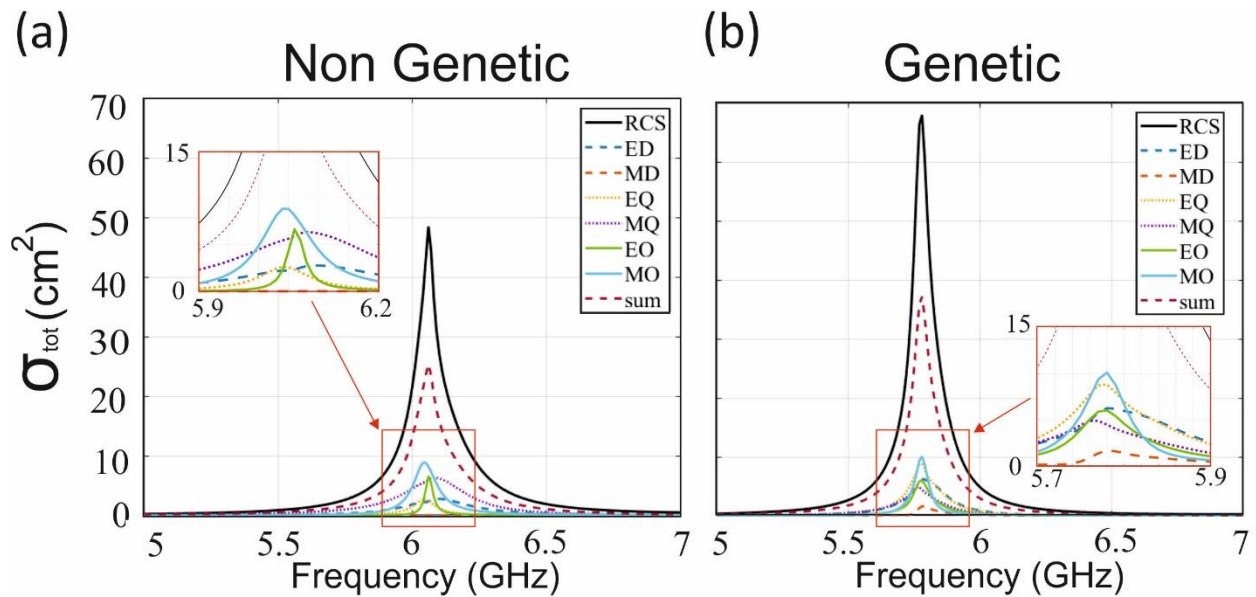 (a)
Non Genetic
70
60
50
40
30
20
10
0
σtot (cm²)
5
5.5
6
6.5
7
Frequency (GHz)
RCS
ED
MD
EQ
MQ
EO
MO
sum
15
0
5.9
6.2
(b)
Genetic
RCS
ED
MD
EQ
MQ
EO
MO
sum
15
0
5.7
5.9
5
5.5
6
6.5
7
Frequency (GHz)